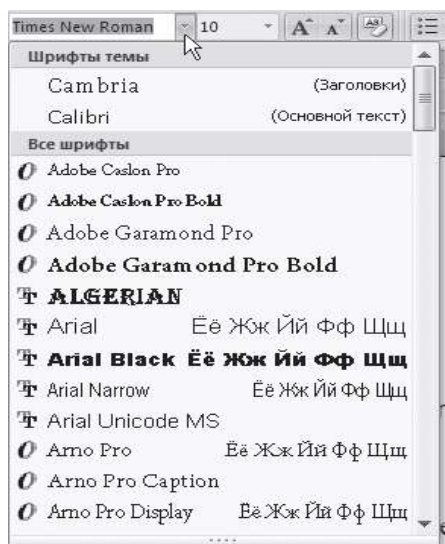 Times New Roman 10
Шрифты темы
Cambria (Заголовки)
Calibri (Основной текст)
Все шрифты
Adobe Caslon Pro
Adobe Caslon Pro Bold
Adobe Garamond Pro
Adobe Garamond Pro Bold
ALGERIAN
Arial Ёё Жж Йй Фф Щщ
Arial Black Ёё Жж Йй Фф Щщ
Arial Narrow Ёё Жж Йй Фф Щщ
Arial Unicode MS
Arno Pro Ёё Жж Йй Фф Щщ
Arno Pro Caption
Arno Pro Display Ёё Жж Йй Фф Щщ